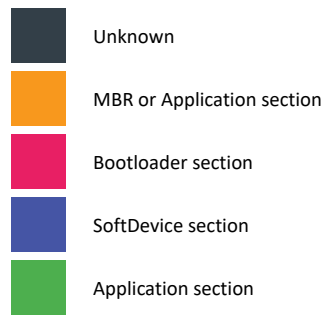 Unknown
MBR or Application section
Bootloader section
SoftDevice section
Application section